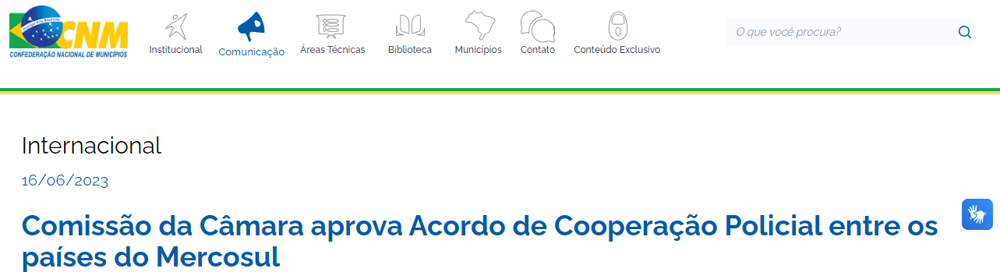 CNM
CONFEDERAÇÃO NACIONAL DE MUNICÍPIOS
Institucional
Comunicação
Áreas Técnicas
Biblioteca
Municípios
Contato
Conteúdo Exclusivo
O que você procura?
Internacional
16/06/2023
Comissão da Câmara aprova Acordo de Cooperação Policial entre os
países do Mercosul